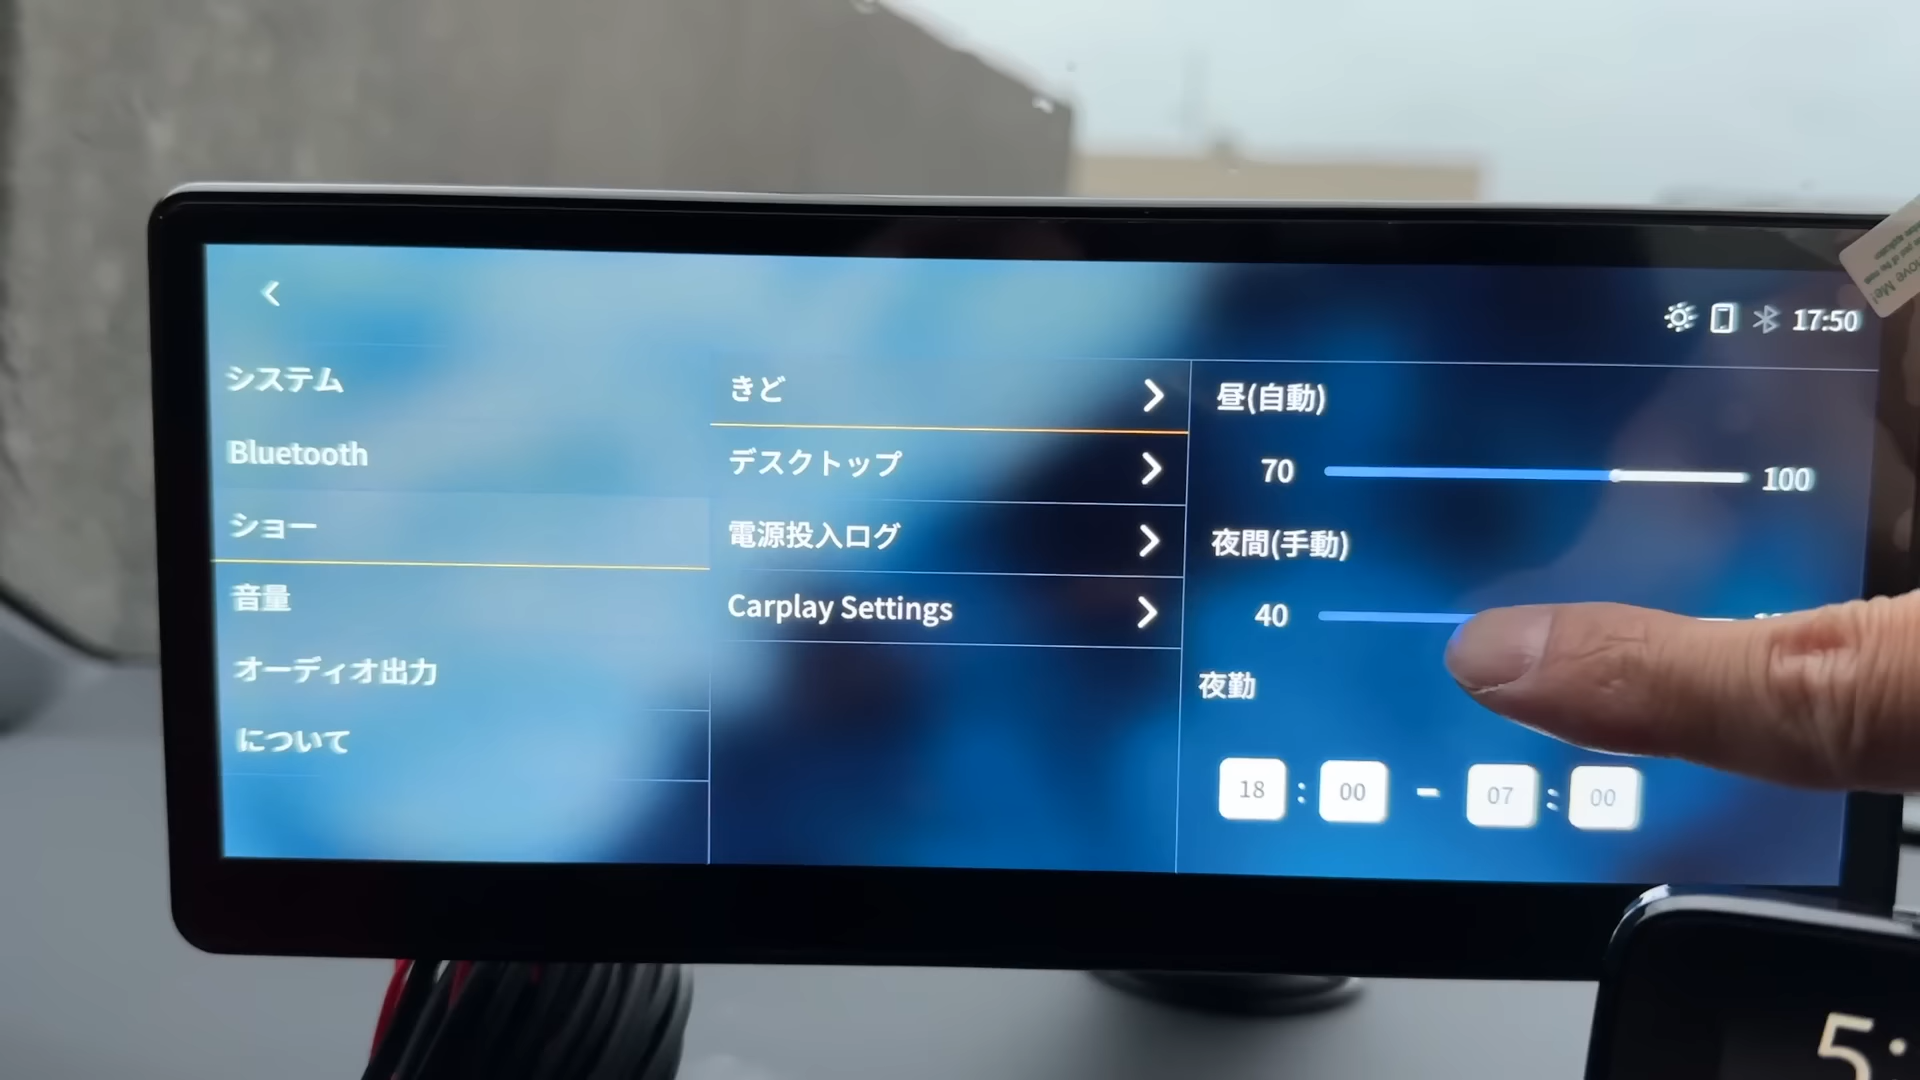 17:50
システム
Bluetooth
ショー
音量
オーディオ出力
について
きど
デスクトップ
電源投入ログ
Carplay Settings
昼(自動)
70 100
夜間(手動)
40
夜勤
18 : 00 - 07 : 00
5: